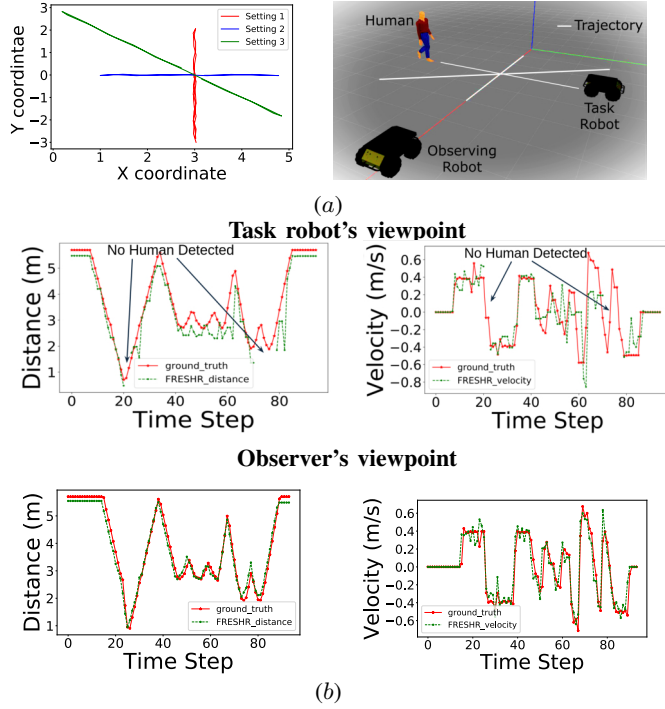 3
2
1
0
−1
−2
−3
Y coordintae
0
1
2
3
4
5
X coordinate
Setting 1
Setting 2
Setting 3
Human
Trajectory
Task
Robot
Observing
Robot
(a)
Task robot's viewpoint
5
4
3
2
1
Distance (m)
No Human Detected
ground_truth
FRESHR_distance
0
20
40
60
80
Time Step
0.6
0.4
0.2
0.0
−0.2
−0.4
−0.6
−0.8
Velocity (m/s)
No Human Detected
ground_truth
FRESHR_velocity
0
20
40
60
80
Time Step
Observer's viewpoint
5
4
3
2
1
Distance (m)
ground_truth
FRESHR_distance
0
20
40
60
80
Time Step
0.6
0.4
0.2
0.0
−0.2
−0.4
−0.6
Velocity (m/s)
ground_truth
FRESHR_velocity
0
20
40
60
80
Time Step
(b)